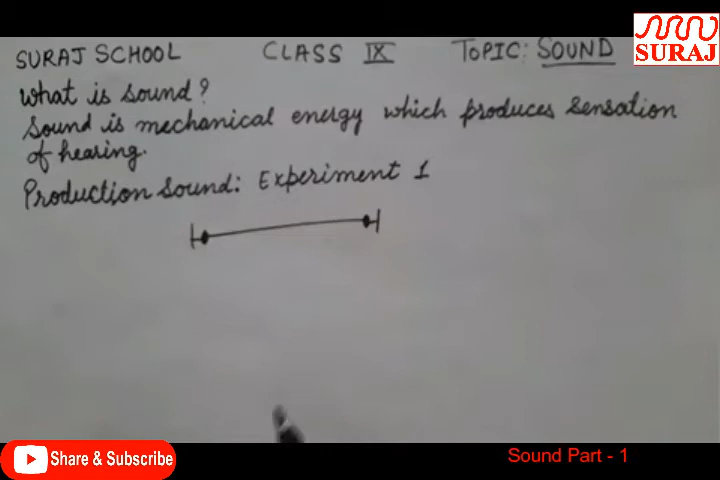 SURAJ SCHOOL CLASS IX TOPIC: SOUND
SURAJ
What is sound?
Sound is mechanical energy which produces sensation
of hearing.
Production Sound: Experiment 1
Share & Subscribe
Sound Part - 1